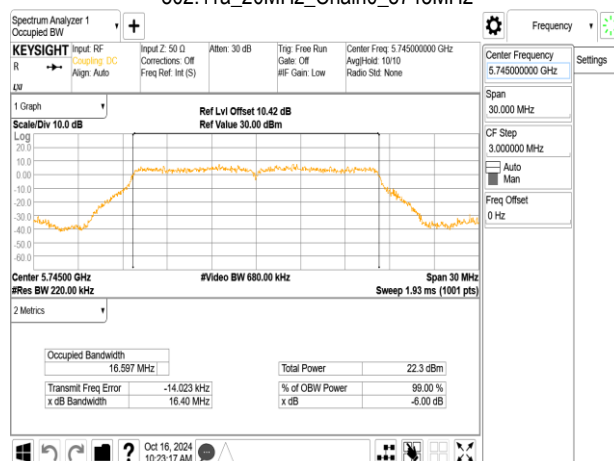 802.11a_20MHz_Chain0_5745MHz
Spectrum Analyzer 1
Occupied BW
Frequency
KEYSIGHT
R
LXI
Input: RF
Coupling: DC
Align: Auto
Input Z: 50 Ω
Corrections: Off
Freq Ref: Int (S)
Atten: 30 dB
Trig: Free Run
Gate: Off
#IF Gain: Low
Center Freq: 5.745000000 GHz
Avg|Hold: 10/10
Radio Std: None
Center Frequency
5.745000000 GHz
Settings
Span
30.000 MHz
CF Step
3.000000 MHz
Auto
Man
Freq Offset
0 Hz
1 Graph
Scale/Div 10.0 dB
Ref Lvl Offset 10.42 dB
Ref Value 30.00 dBm
Log
20.0
10.0
0.00
-10.0
-20.0
-30.0
-40.0
-50.0
-60.0
Center 5.74500 GHz
#Res BW 220.00 kHz
#Video BW 680.00 kHz
Span 30 MHz
Sweep 1.93 ms (1001 pts)
2 Metrics
Occupied Bandwidth
16.597 MHz
Transmit Freq Error -14.023 kHz
x dB Bandwidth 16.40 MHz
Total Power 22.3 dBm
% of OBW Power 99.00 %
x dB -6.00 dB
?
Oct 16, 2024
10:23:17 AM